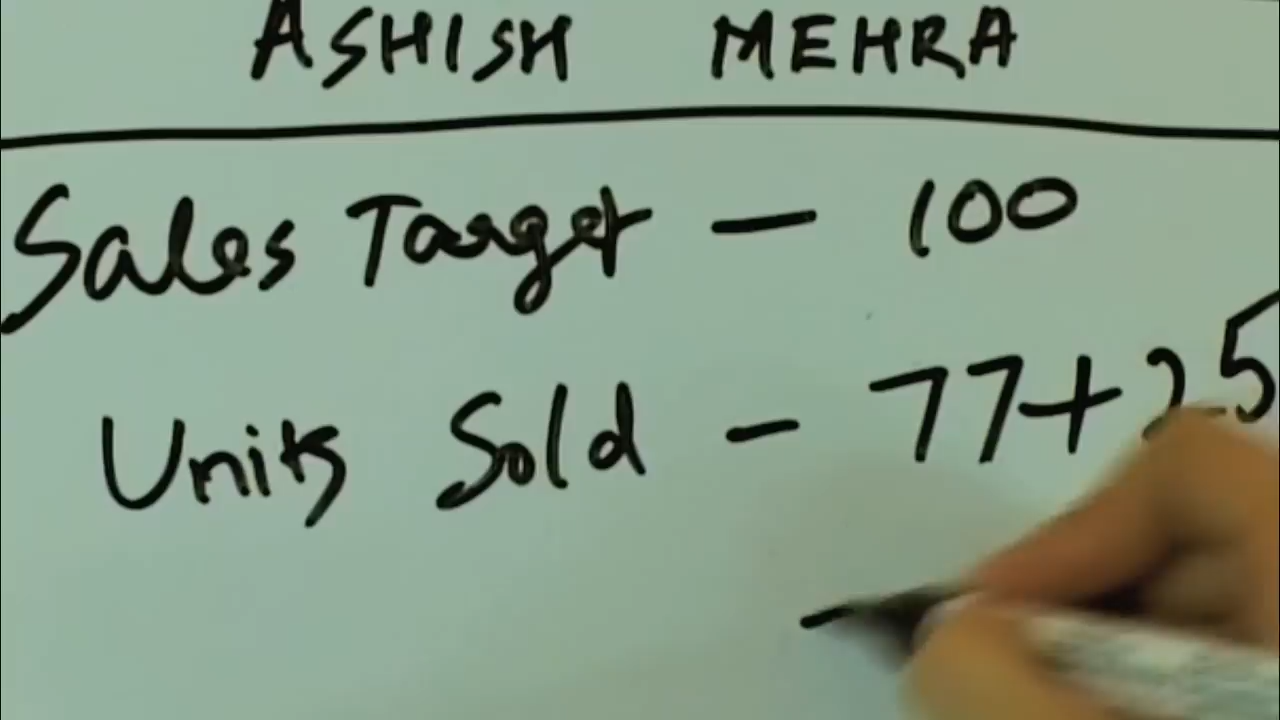 ASHISH MEHRA
Sales Target — 100
Units Sold - 77+25